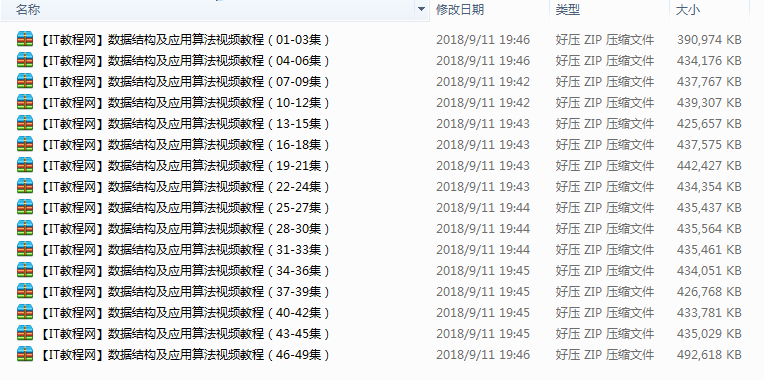 名称 修改日期 类型 大小
【IT教程网】数据结构及应用算法视频教程（01-03集） 2018/9/11 19:46 好压 ZIP 压缩文件 390,974 KB
【IT教程网】数据结构及应用算法视频教程（04-06集） 2018/9/11 19:46 好压 ZIP 压缩文件 434,176 KB
【IT教程网】数据结构及应用算法视频教程（07-09集） 2018/9/11 19:42 好压 ZIP 压缩文件 437,767 KB
【IT教程网】数据结构及应用算法视频教程（10-12集） 2018/9/11 19:42 好压 ZIP 压缩文件 439,307 KB
【IT教程网】数据结构及应用算法视频教程（13-15集） 2018/9/11 19:43 好压 ZIP 压缩文件 425,657 KB
【IT教程网】数据结构及应用算法视频教程（16-18集） 2018/9/11 19:43 好压 ZIP 压缩文件 437,575 KB
【IT教程网】数据结构及应用算法视频教程（19-21集） 2018/9/11 19:43 好压 ZIP 压缩文件 442,427 KB
【IT教程网】数据结构及应用算法视频教程（22-24集） 2018/9/11 19:43 好压 ZIP 压缩文件 434,354 KB
【IT教程网】数据结构及应用算法视频教程（25-27集） 2018/9/11 19:44 好压 ZIP 压缩文件 435,437 KB
【IT教程网】数据结构及应用算法视频教程（28-30集） 2018/9/11 19:44 好压 ZIP 压缩文件 435,564 KB
【IT教程网】数据结构及应用算法视频教程（31-33集） 2018/9/11 19:44 好压 ZIP 压缩文件 435,461 KB
【IT教程网】数据结构及应用算法视频教程（34-36集） 2018/9/11 19:45 好压 ZIP 压缩文件 434,051 KB
【IT教程网】数据结构及应用算法视频教程（37-39集） 2018/9/11 19:45 好压 ZIP 压缩文件 426,768 KB
【IT教程网】数据结构及应用算法视频教程（40-42集） 2018/9/11 19:45 好压 ZIP 压缩文件 433,781 KB
【IT教程网】数据结构及应用算法视频教程（43-45集） 2018/9/11 19:45 好压 ZIP 压缩文件 435,029 KB
【IT教程网】数据结构及应用算法视频教程（46-49集） 2018/9/11 19:46 好压 ZIP 压缩文件 492,618 KB